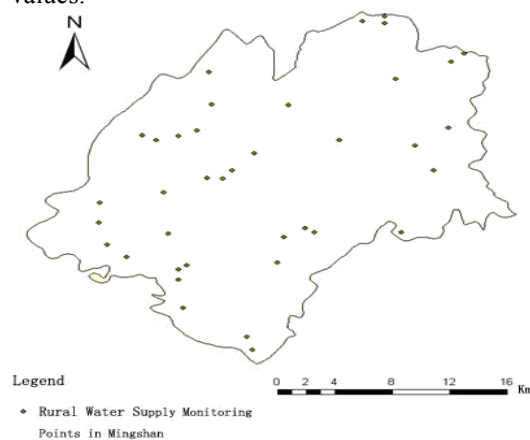 values.
N
Legend
0 2 4 8 12 16
Km
Rural Water Supply Monitoring
Points in Mingshan